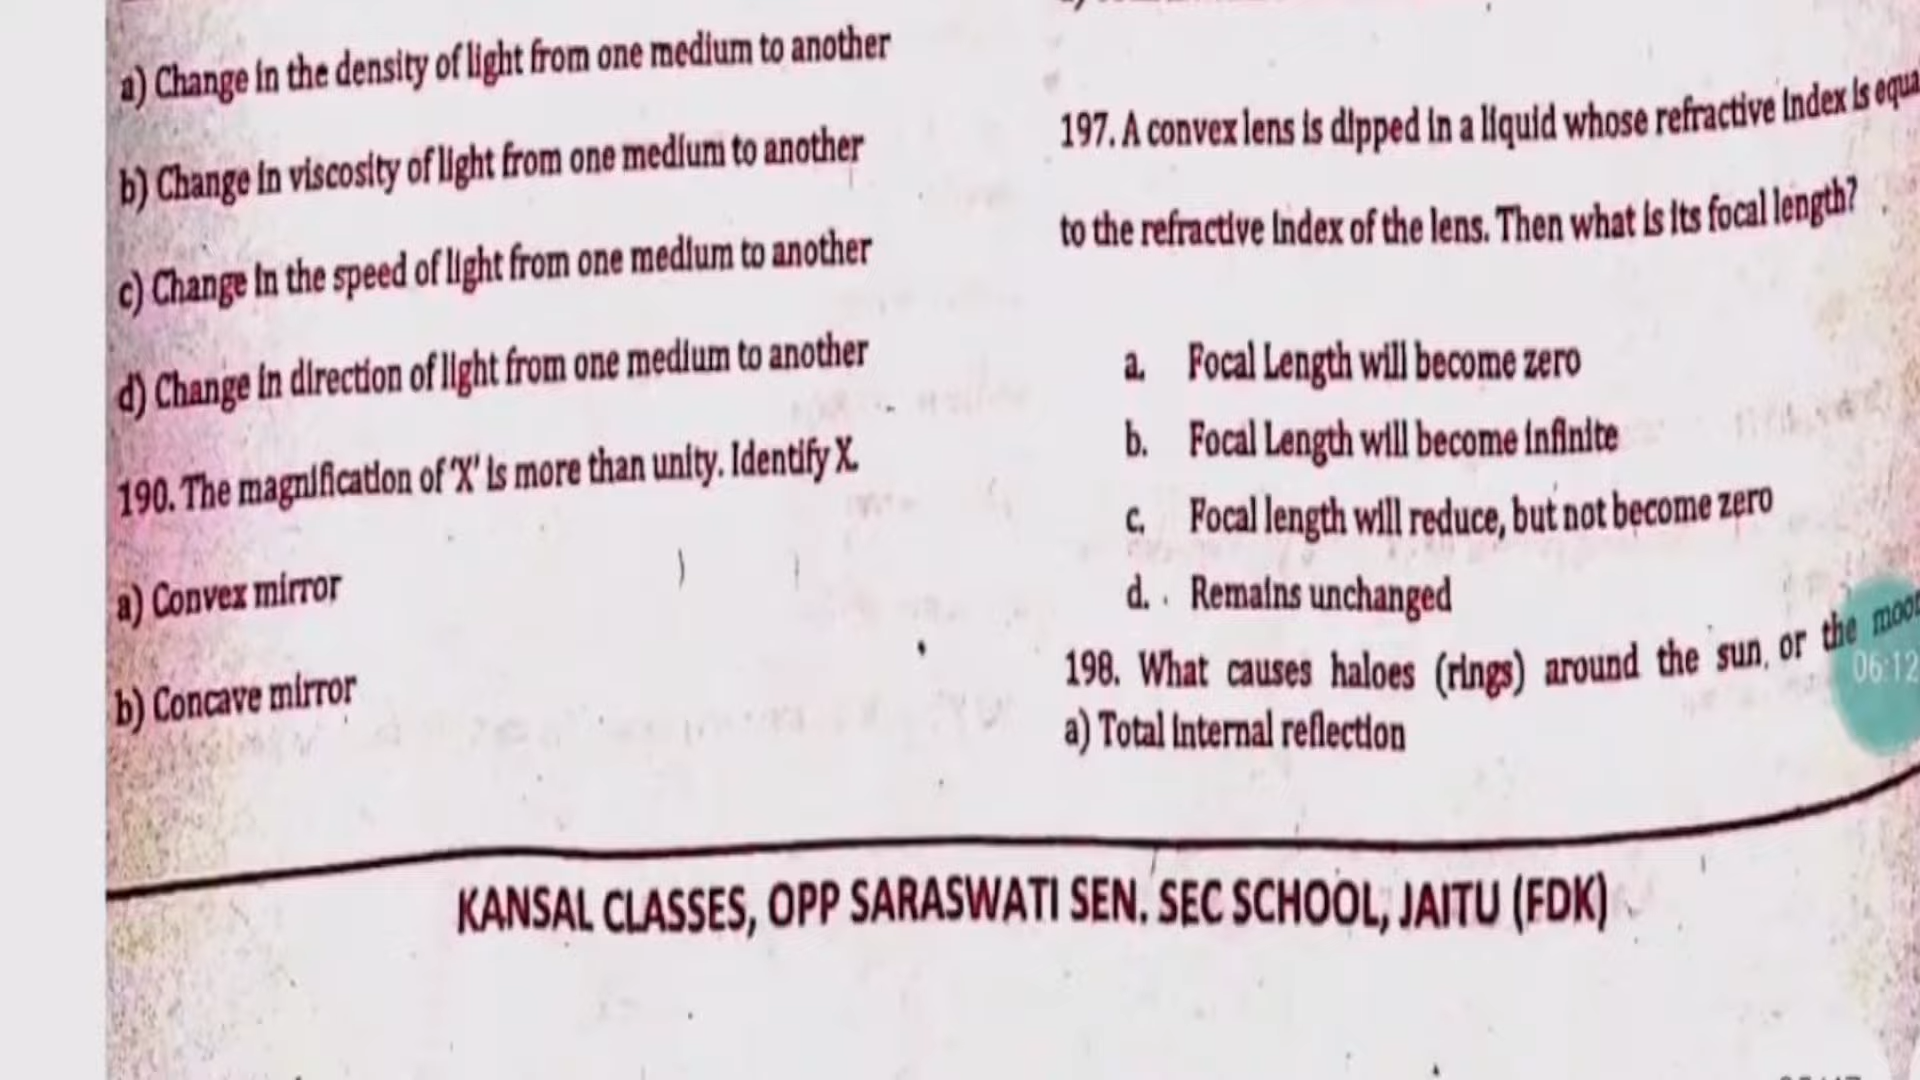 a) Change in the density of light from one medium to another
b) Change in viscosity of light from one medium to another
c) Change in the speed of light from one medium to another
d) Change in direction of light from one medium to another
190. The magnification of 'X' is more than unity. Identify X.
a) Convex mirror
b) Concave mirror
197. A convex lens is dipped in a liquid whose refractive index is equa
to the refractive index of the lens. Then what is its focal length?
a. Focal Length will become zero
b. Focal Length will become infinite
c. Focal length will reduce, but not become zero
d. Remains unchanged
198. What causes haloes (rings) around the sun, or the moon
a) Total internal reflection
06:12
KANSAL CLASSES, OPP SARASWATI SEN. SEC SCHOOL, JAITU (FDK)